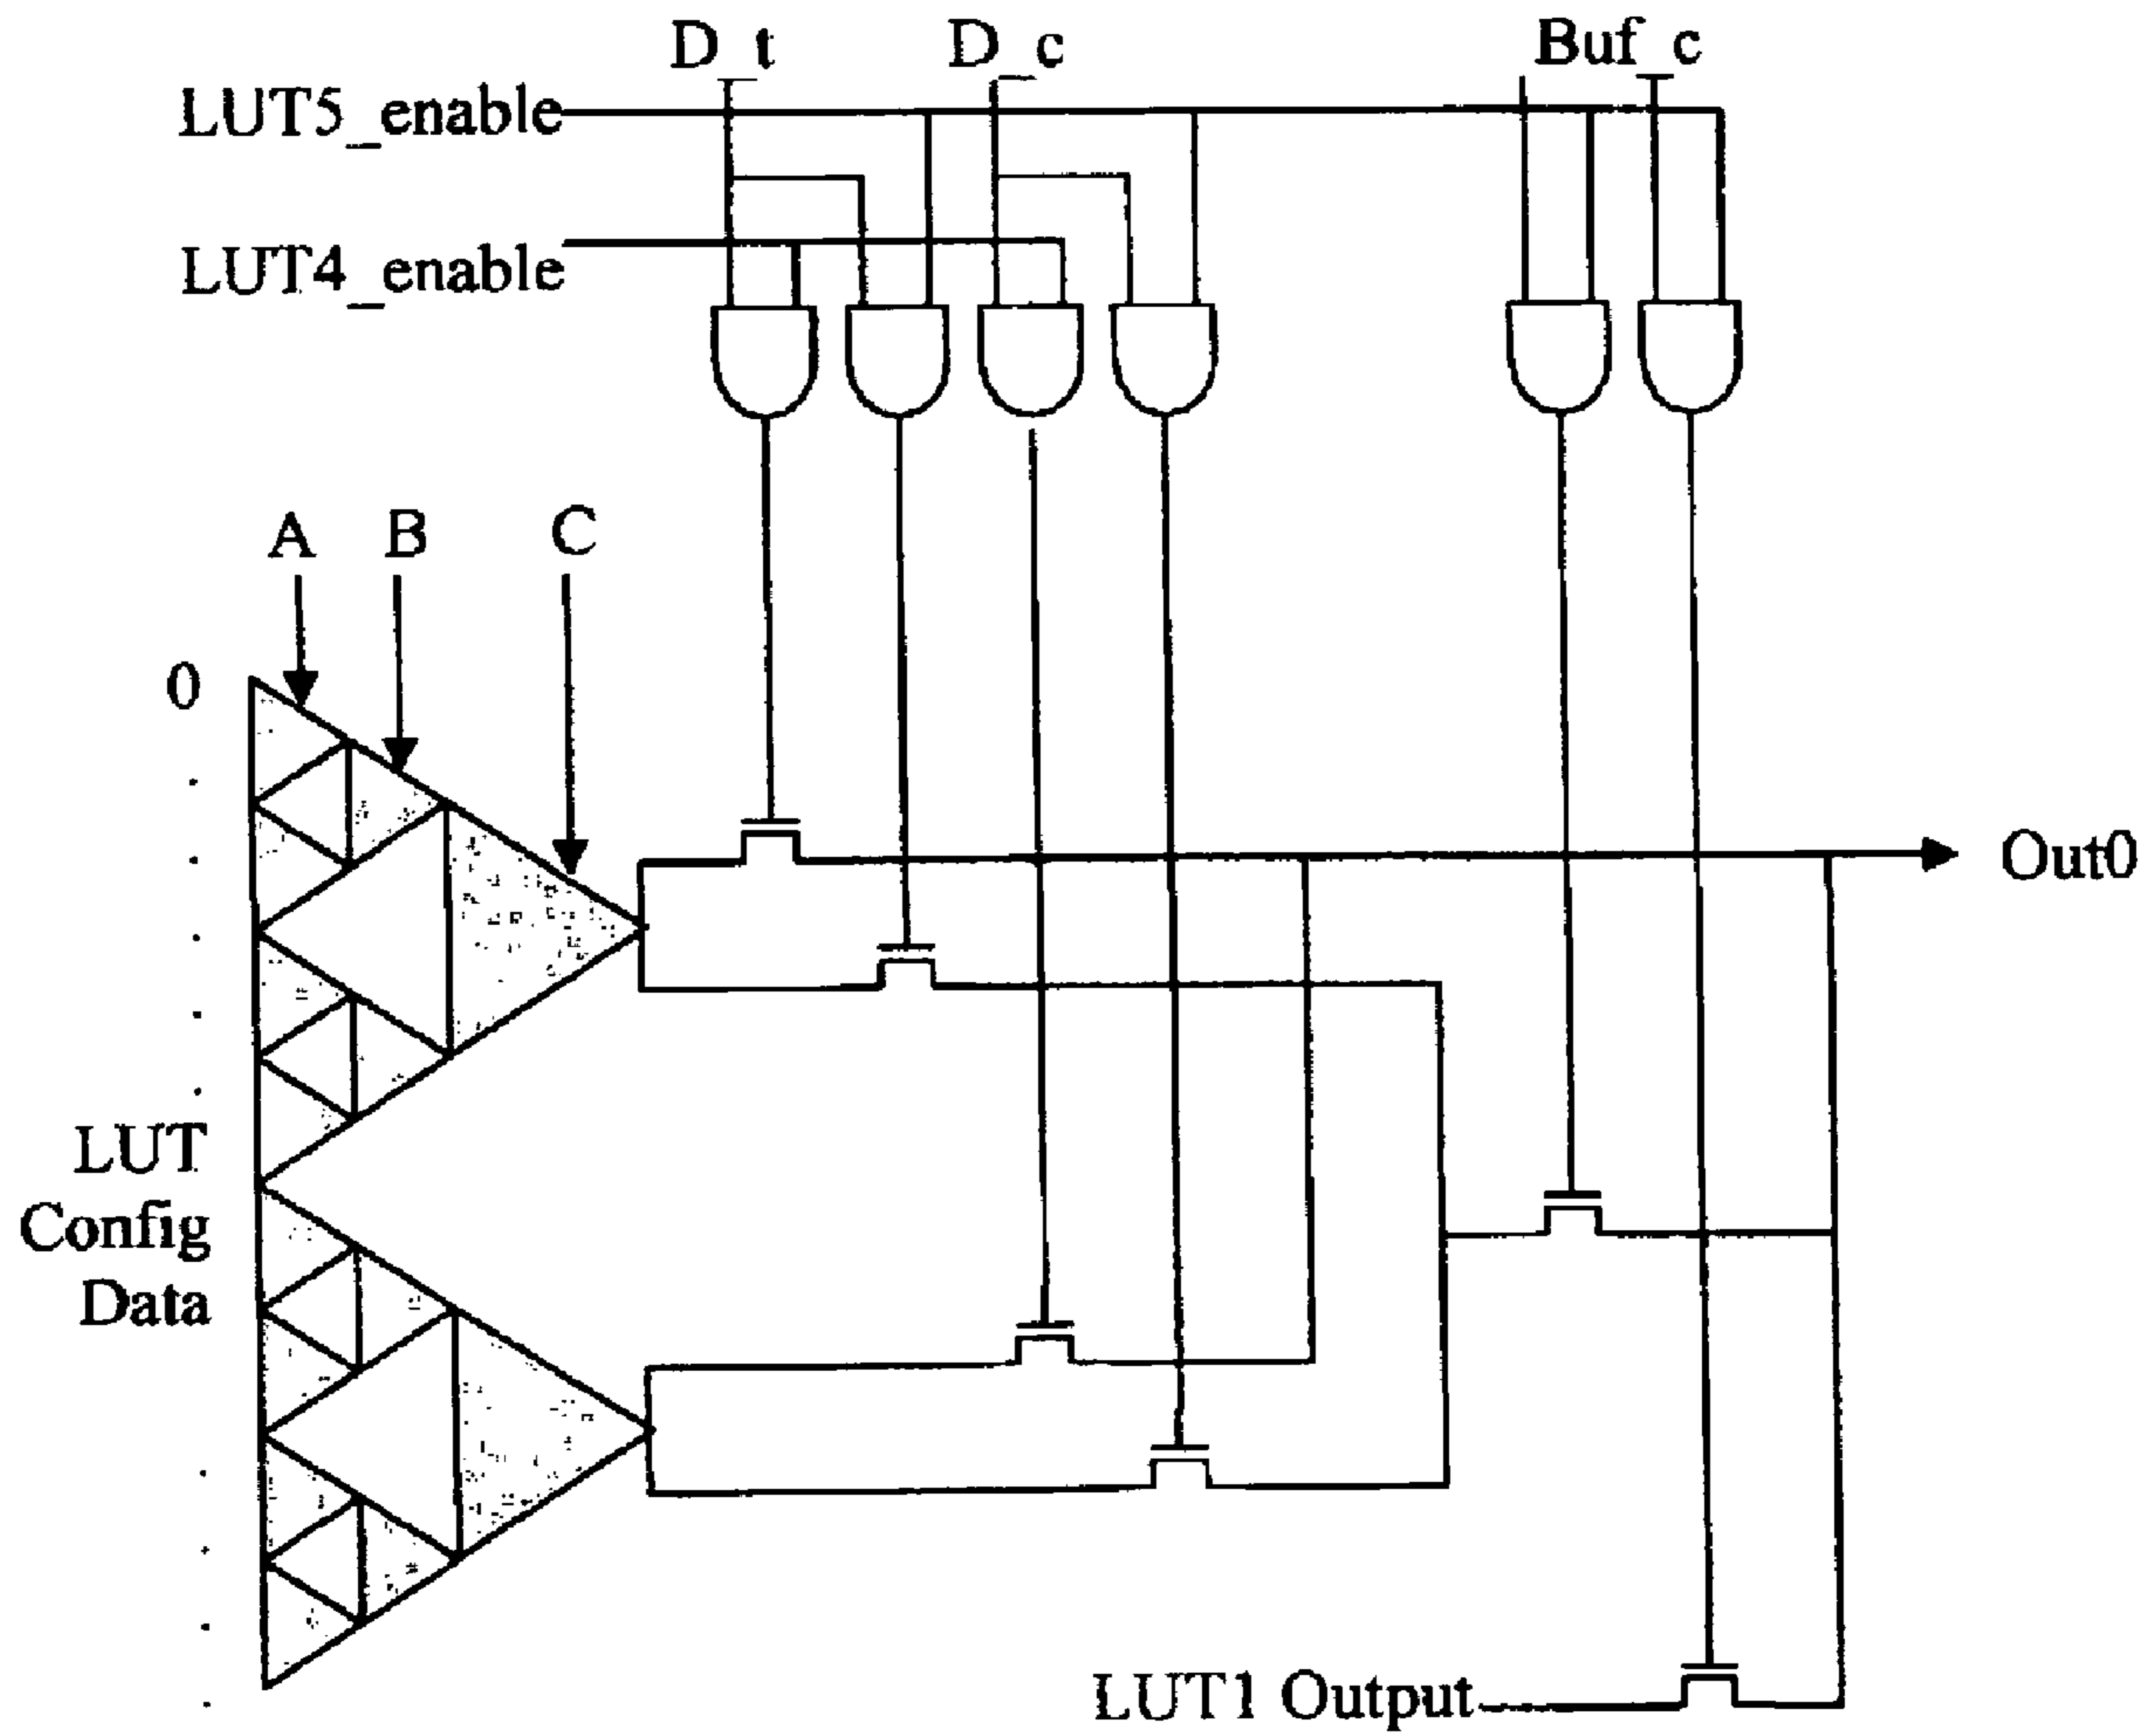 D_t D_c Buf_c
LUT5_enable
LUT4_enable
A B C
0
Out0
LUT
Config
Data
LUT1 Output